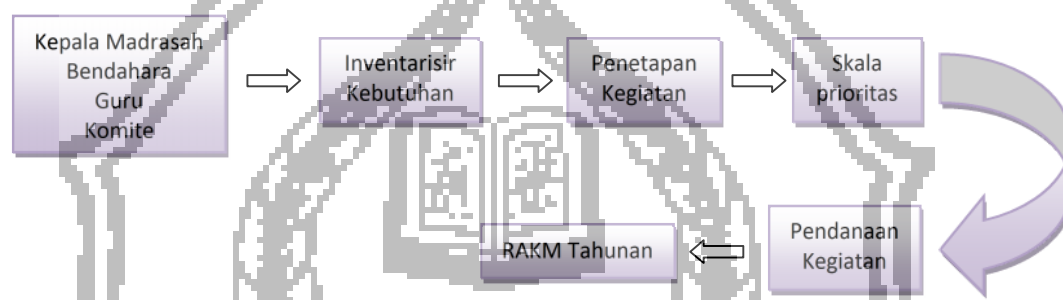 Kepala Madrasah
Bendahara
Guru
Komite
Inventarisir
Kebutuhan
Penetapan
Kegiatan
Skala
prioritas
Pendanaan
Kegiatan
RAKM Tahunan